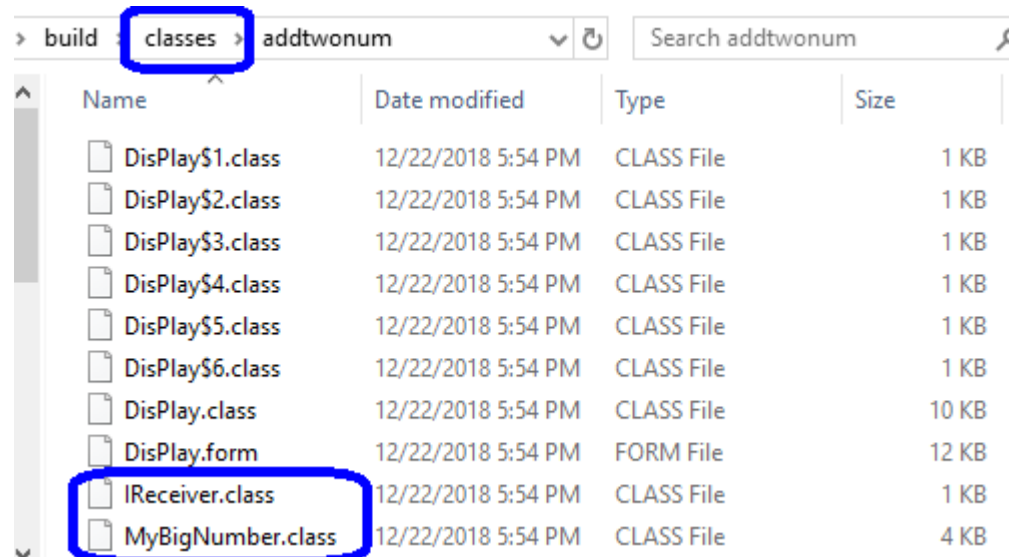 build classes addtwonum Search addtwonum
Name Date modified Type Size
DisPlay$1.class 12/22/2018 5:54 PM CLASS File 1 KB
DisPlay$2.class 12/22/2018 5:54 PM CLASS File 1 KB
DisPlay$3.class 12/22/2018 5:54 PM CLASS File 1 KB
DisPlay$4.class 12/22/2018 5:54 PM CLASS File 1 KB
DisPlay$5.class 12/22/2018 5:54 PM CLASS File 1 KB
DisPlay$6.class 12/22/2018 5:54 PM CLASS File 1 KB
DisPlay.class 12/22/2018 5:54 PM CLASS File 10 KB
DisPlay.form 12/22/2018 5:54 PM FORM File 12 KB
IReceiver.class 12/22/2018 5:54 PM CLASS File 1 KB
MyBigNumber.class 12/22/2018 5:54 PM CLASS File 4 KB